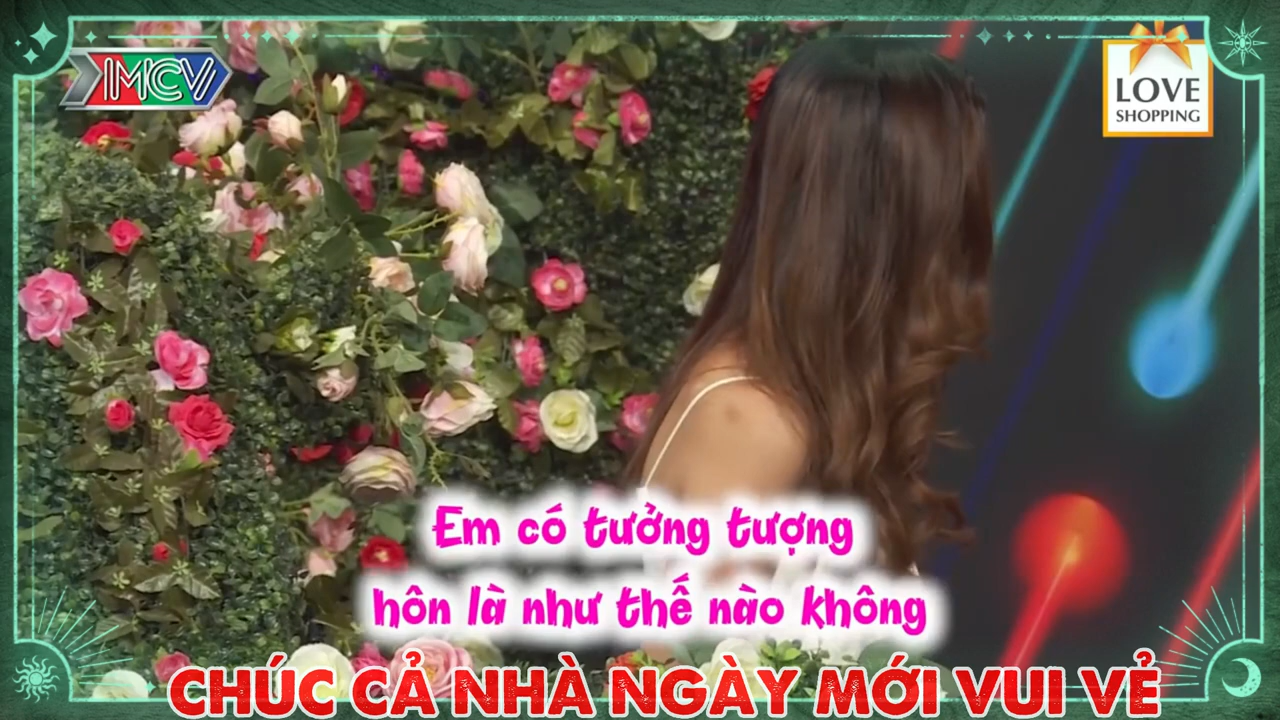 MCV
LOVE
SHOPPING
Em có tưởng tượng
hôn là như thế nào không
CHÚC CẢ NHÀ NGÀY MỚI VUI VẺ